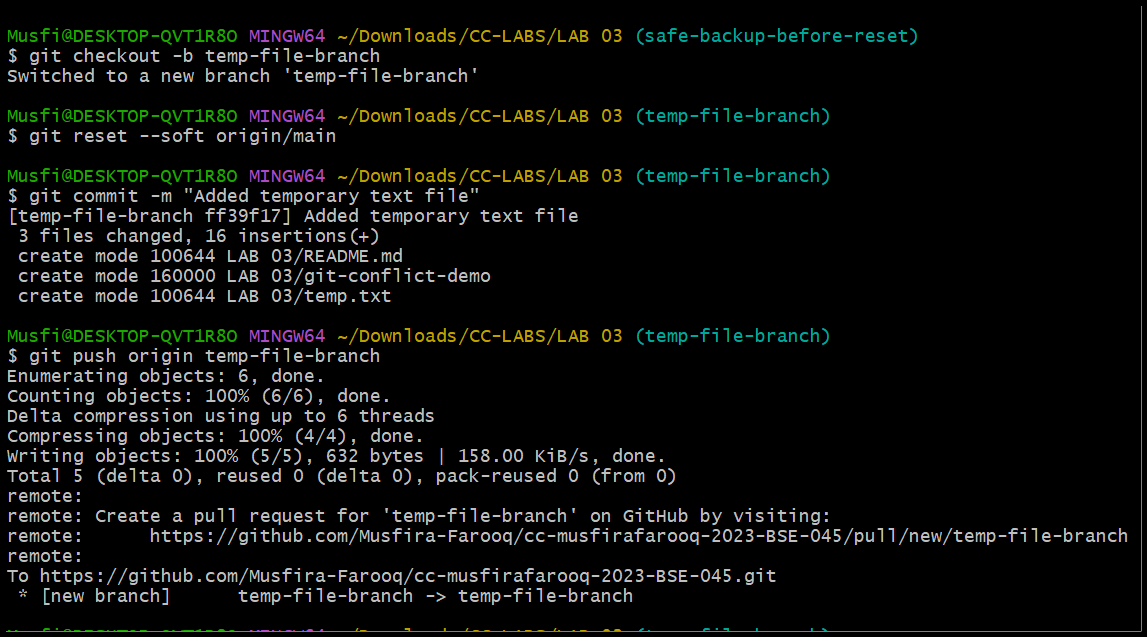 Musfi@DESKTOP-QVT1R8O MINGW64 ~/Downloads/CC-LABS/LAB 03 (safe-backup-before-reset)
$ git checkout -b temp-file-branch
Switched to a new branch 'temp-file-branch'
Musfi@DESKTOP-QVT1R8O MINGW64 ~/Downloads/CC-LABS/LAB 03 (temp-file-branch)
$ git reset --soft origin/main
Musfi@DESKTOP-QVT1R8O MINGW64 ~/Downloads/CC-LABS/LAB 03 (temp-file-branch)
$ git commit -m "Added temporary text file"
[temp-file-branch ff39f17] Added temporary text file
 3 files changed, 16 insertions(+)
 create mode 100644 LAB 03/README.md
 create mode 160000 LAB 03/git-conflict-demo
 create mode 100644 LAB 03/temp.txt
Musfi@DESKTOP-QVT1R8O MINGW64 ~/Downloads/CC-LABS/LAB 03 (temp-file-branch)
$ git push origin temp-file-branch
Enumerating objects: 6, done.
Counting objects: 100% (6/6), done.
Delta compression using up to 6 threads
Compressing objects: 100% (4/4), done.
Writing objects: 100% (5/5), 632 bytes | 158.00 KiB/s, done.
Total 5 (delta 0), reused 0 (delta 0), pack-reused 0 (from 0)
remote:
remote: Create a pull request for 'temp-file-branch' on GitHub by visiting:
remote:      https://github.com/Musfira-Farooq/cc-musfirafarooq-2023-BSE-045/pull/new/temp-file-branch
remote:
To https://github.com/Musfira-Farooq/cc-musfirafarooq-2023-BSE-045.git
 * [new branch]      temp-file-branch -> temp-file-branch